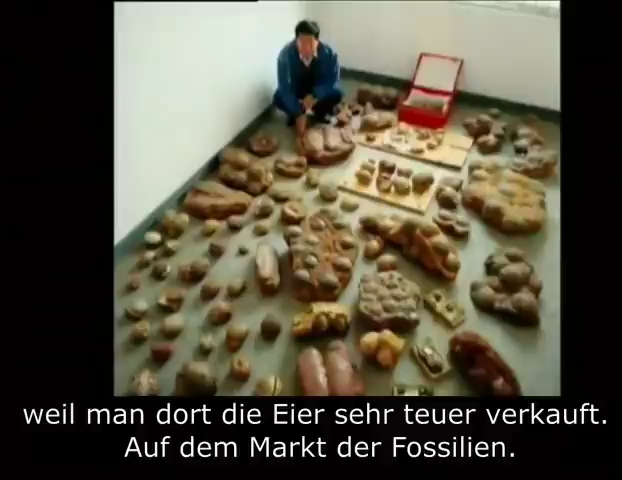 weil man dort die Eier sehr teuer verkauft.
Auf dem Markt der Fossilien.